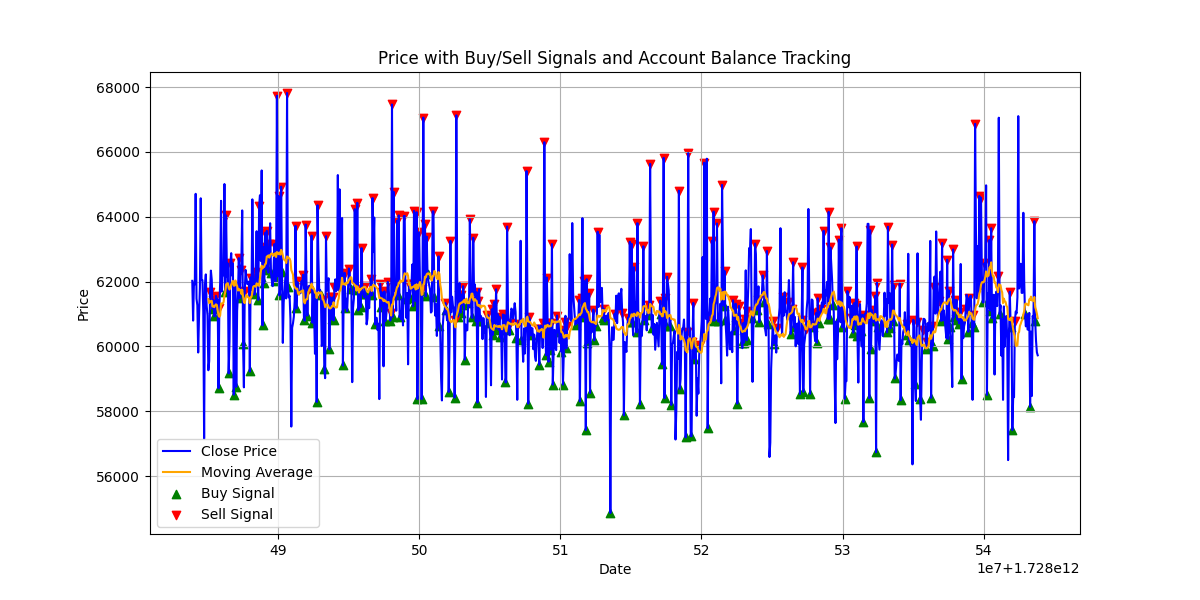 Price with Buy/Sell Signals and Account Balance Tracking
68000
66000
64000
62000
60000
58000
56000
Price
Close Price
Moving Average
Buy Signal
Sell Signal
49 50 51 52 53 54
Date
1e7+1.728e12